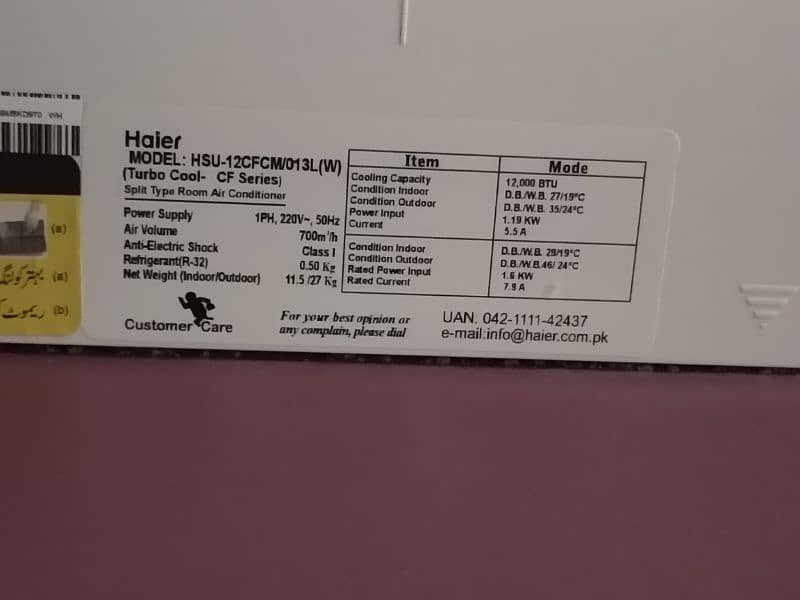 Haier
MODEL: HSU-12CFCM/013L(W)
(Turbo Cool- CF Series)
Split Type Room Air Conditioner
Power Supply 1PH, 220V~, 50Hz
Air Volume 700m³/h
Anti-Electric Shock Class I
Refrigerant(R-32) 0.50 Kg
Net Weight (Indoor/Outdoor) 11.5 /27 Kg
Customer Care
Item Mode
Cooling Capacity 12,000 BTU
Condition Indoor D.B./W.B. 27/19°C
Condition Outdoor D.B./W.B. 35/24°C
Power Input 1.19 KW
Current 5.5 A
Condition Indoor D.B./W.B. 29/19°C
Condition Outdoor D.B./W.B.46/ 24°C
Rated Power Input 1.6 KW
Rated Current 7.9 A
For your best opinion or
any complain, please dial
UAN: 042-1111-42437
e-mail:info@haier.com.pk
(a)
بہتر کولنگ (a)
ریموٹ (b)